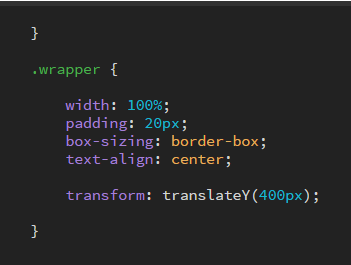 }
.wrapper {
width: 100%;
padding: 20px;
box-sizing: border-box;
text-align: center;
transform: translateY(400px);
}